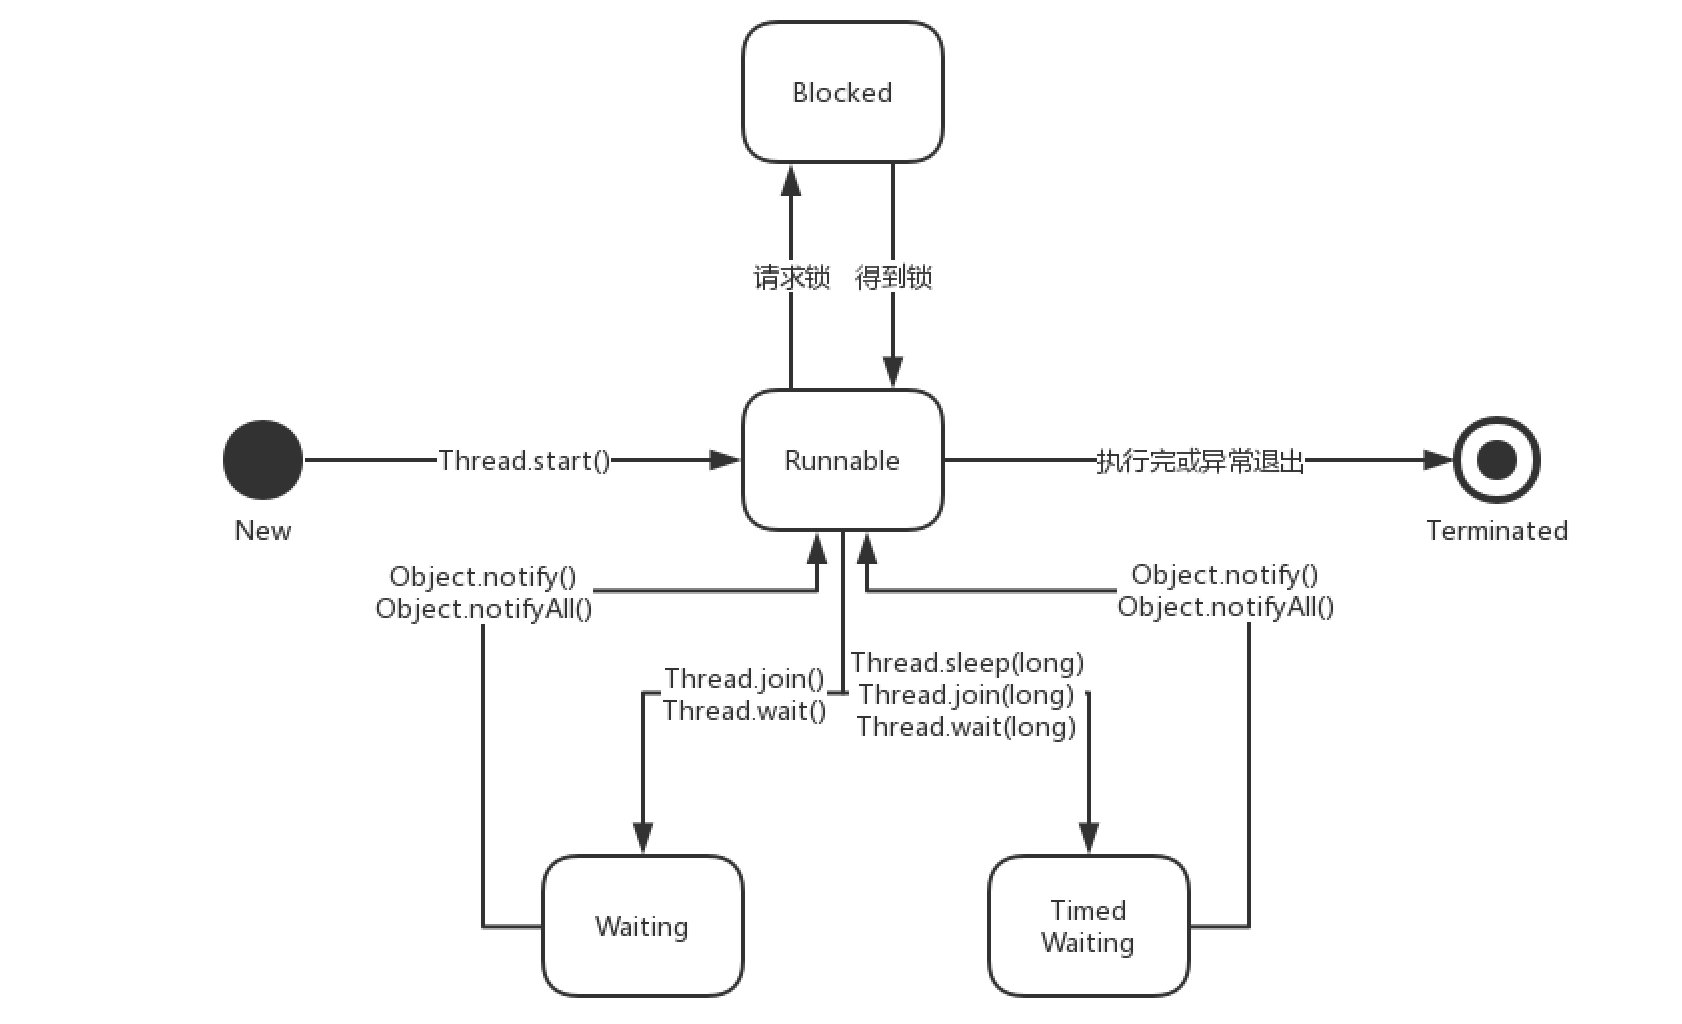 Blocked
请求锁
得到锁
Thread.start()
Runnable
执行完或异常退出
New
Terminated
Object.notify()
Object.notifyAll()
Object.notify()
Object.notifyAll()
Thread.join()
Thread.wait()
Thread.sleep(long)
Thread.join(long)
Thread.wait(long)
Waiting
Timed
Waiting